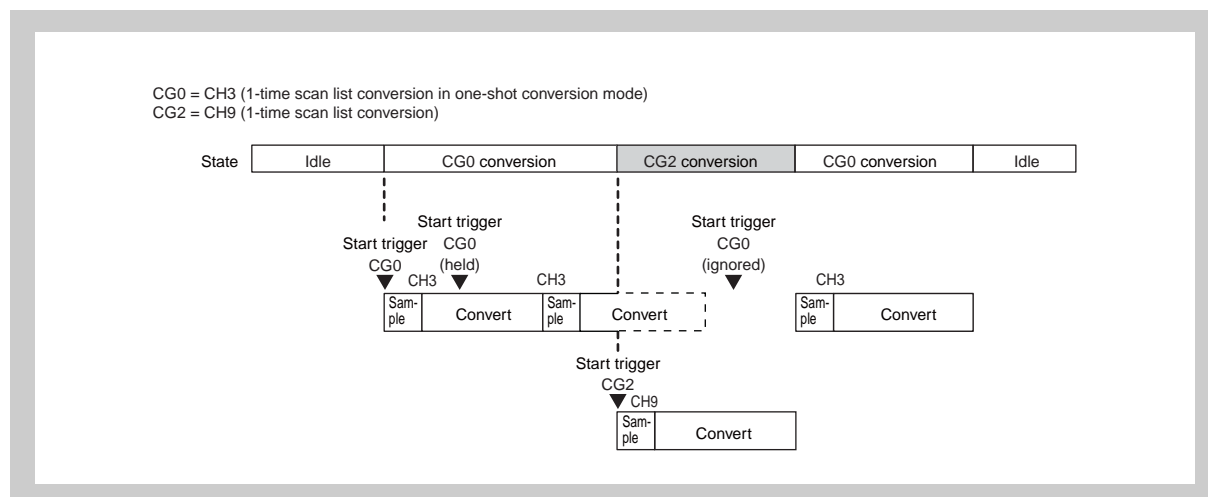 CG0 = CH3 (1-time scan list conversion in one-shot conversion mode)
CG2 = CH9 (1-time scan list conversion)
State Idle CG0 conversion CG2 conversion CG0 conversion Idle
Start trigger
CG0
Start trigger
CG0
(held)
Start trigger
CG0
(ignored)
CH3
CH3
CH3
Sam-
ple
Convert
Sam-
ple
Convert
Sam-
ple
Convert
Start trigger
CG2
CH9
Sam-
ple
Convert